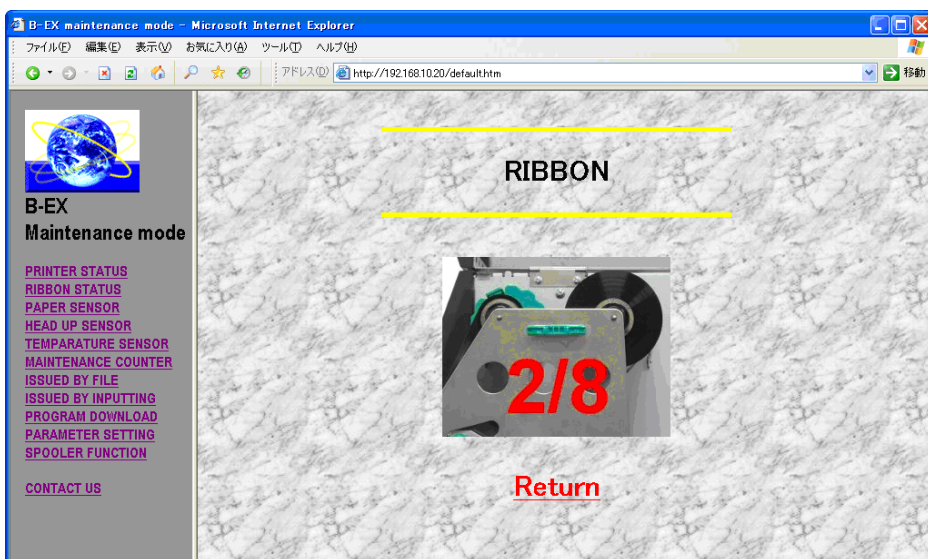 B-EX maintenance mode - Microsoft Internet Explorer
ファイル(F) 編集(E) 表示(V) お気に入り(A) ツール(T) ヘルプ(H)
アドレス(D) http://192.168.10.20/default.htm 移動
B-EX
Maintenance mode
PRINTER STATUS
RIBBON STATUS
PAPER SENSOR
HEAD UP SENSOR
TEMPARATURE SENSOR
MAINTENANCE COUNTER
ISSUED BY FILE
ISSUED BY INPUTTING
PROGRAM DOWNLOAD
PARAMETER SETTING
SPOOLER FUNCTION
CONTACT US
RIBBON
2/8
Return